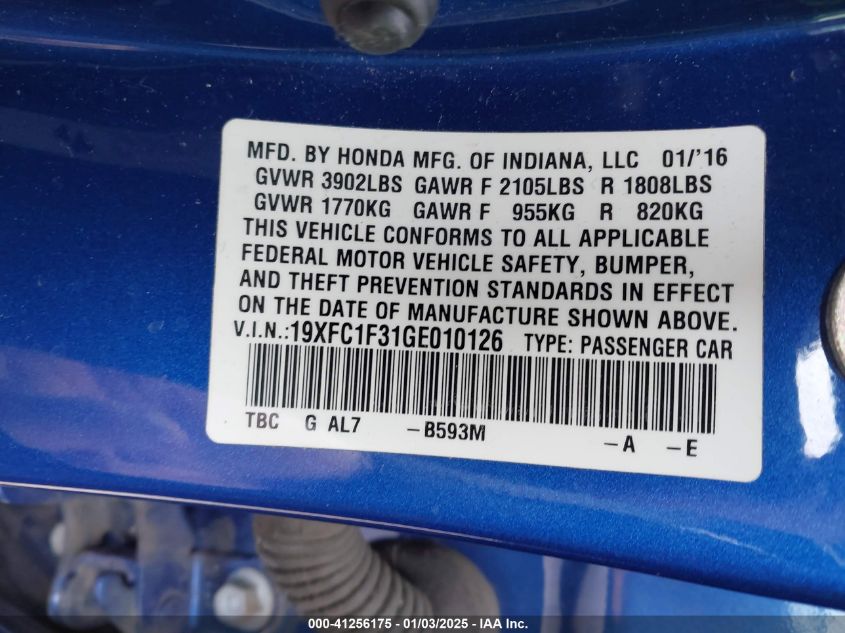 MFD. BY HONDA MFG. OF INDIANA, LLC 01/'16
GVWR 3902LBS GAWR F 2105LBS R 1808LBS
GVWR 1770KG GAWR F 955KG R 820KG
THIS VEHICLE CONFORMS TO ALL APPLICABLE
FEDERAL MOTOR VEHICLE SAFETY, BUMPER,
AND THEFT PREVENTION STANDARDS IN EFFECT
ON THE DATE OF MANUFACTURE SHOWN ABOVE.
V.I.N.:19XFC1F31GE010126 TYPE: PASSENGER CAR
TBC G AL7 -B593M -A -E
000-41256175 - 01/03/2025 - IAA Inc.